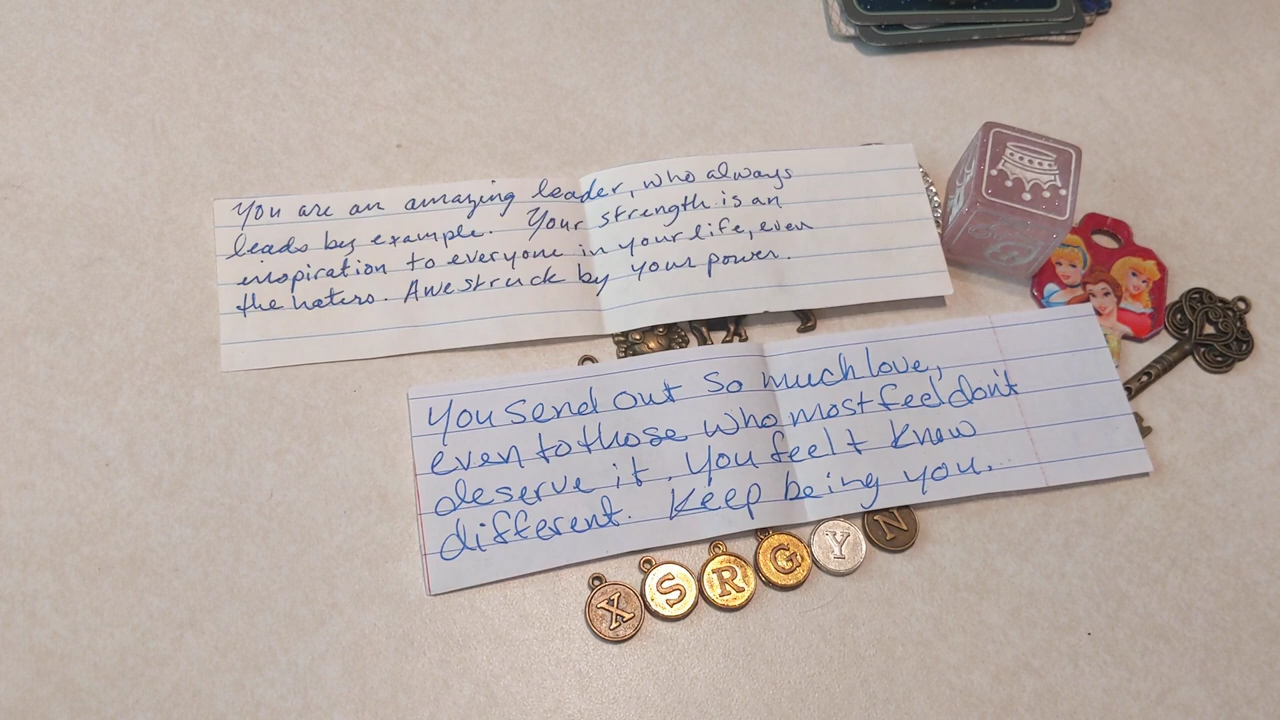 You are an amazing leader, who always
leads by example. Your strength is an
inspiration to everyone in your life, even
the haters. Awestruck by your power.
You send out so much love,
even to those who most feel don't
deserve it. You feel + know
different. Keep being you.
X S R G Y N